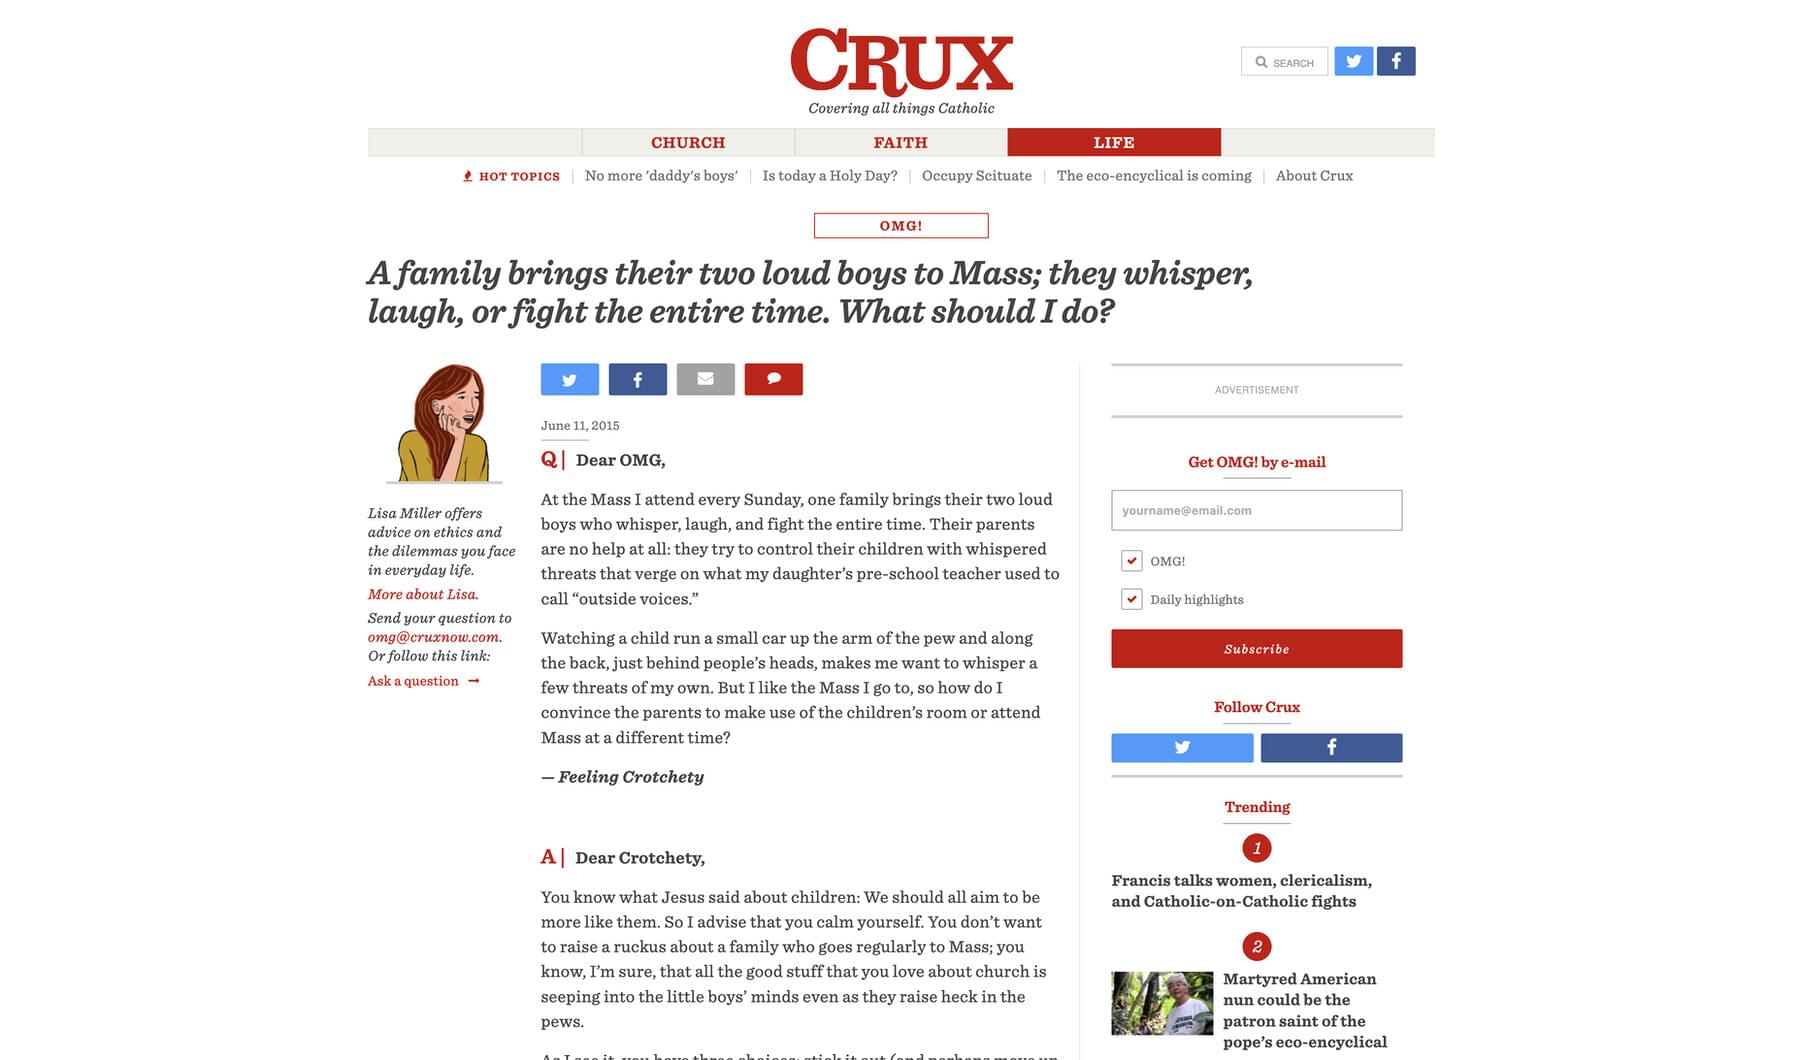 CRUX
Covering all things Catholic
SEARCH
CHURCH
FAITH
LIFE
HOT TOPICS
No more 'daddy's boys'
Is today a Holy Day?
Occupy Scituate
The eco-encyclical is coming
About Crux
OMG!
A family brings their two loud boys to Mass; they whisper,
laugh, or fight the entire time. What should I do?
Lisa Miller offers
advice on ethics and
the dilemmas you face
in everyday life.
More about Lisa.
Send your question to
omg@cruxnow.com.
Or follow this link:
Ask a question →
June 11, 2015
Q | Dear OMG,
At the Mass I attend every Sunday, one family brings their two loud
boys who whisper, laugh, and fight the entire time. Their parents
are no help at all: they try to control their children with whispered
threats that verge on what my daughter’s pre-school teacher used to
call “outside voices.”
Watching a child run a small car up the arm of the pew and along
the back, just behind people’s heads, makes me want to whisper a
few threats of my own. But I like the Mass I go to, so how do I
convince the parents to make use of the children’s room or attend
Mass at a different time?
— Feeling Crotchety
A | Dear Crotchety,
You know what Jesus said about children: We should all aim to be
more like them. So I advise that you calm yourself. You don’t want
to raise a ruckus about a family who goes regularly to Mass; you
know, I’m sure, that all the good stuff that you love about church is
seeping into the little boys’ minds even as they raise heck in the
pews.
As I see it, you have three choices: stick it out (and perhaps move up
ADVERTISEMENT
Get OMG! by e-mail
yourname@email.com
OMG!
Daily highlights
Subscribe
Follow Crux
Trending
1
Francis talks women, clericalism,
and Catholic-on-Catholic fights
2
Martyred American
nun could be the
patron saint of the
pope’s eco-encyclical